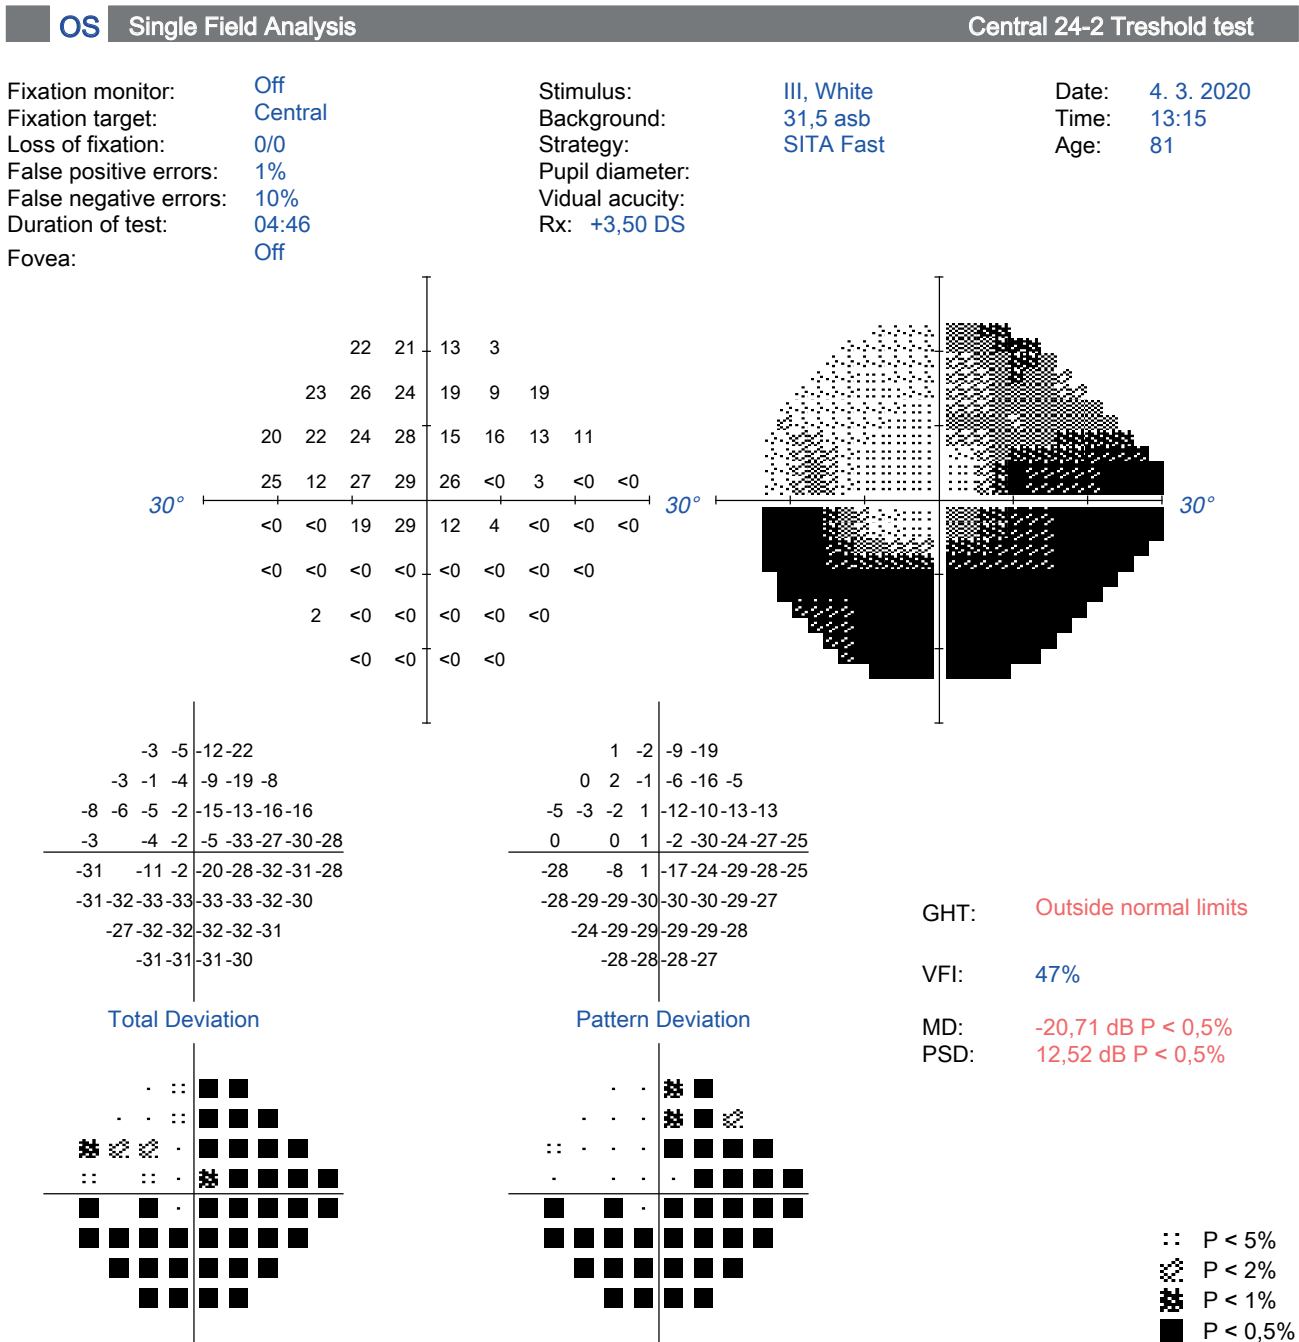 OS Single Field Analysis Central 24-2 Treshold test
Fixation monitor: Off Stimulus: III, White Date: 4. 3. 2020
Fixation target: Central Background: 31,5 asb Time: 13:15
Loss of fixation: 0/0 Strategy: SITA Fast Age: 81
False positive errors: 1% Pupil diameter:
False negative errors: 10% Vidual acucity:
Duration of test: 04:46 Rx: +3,50 DS
Fovea: Off
22 21 13 3
23 26 24 19 9 19
20 22 24 28 15 16 13 11
25 12 27 29 26 <0 3 <0 <0
30° 30° 30°
<0 <0 19 29 12 4 <0 <0 <0
<0 <0 <0 <0 <0 <0 <0 <0
2 <0 <0 <0 <0 <0
<0 <0 <0 <0
-3 -5 -12 -22 1 -2 -9 -19
-3 -1 -4 -9 -19 -8 0 2 -1 -6 -16 -5
-8 -6 -5 -2 -15 -13 -16 -16 -5 -3 -2 1 -12 -10 -13 -13
-3 -4 -2 -5 -33 -27 -30 -28 0 0 1 -2 -30 -24 -27 -25
-31 -11 -2 -20 -28 -32 -31 -28 -28 -8 1 -17 -24 -29 -28 -25
-31 -32 -33 -33 -33 -33 -32 -30 -28 -29 -29 -30 -30 -30 -29 -27
-27 -32 -32 -32 -32 -31 -24 -29 -29 -29 -29 -28
-31 -31 -31 -30 -28 -28 -28 -27
GHT: Outside normal limits
VFI: 47%
Total Deviation Pattern Deviation
MD: -20,71 dB P < 0,5%
PSD: 12,52 dB P < 0,5%
P < 5%
P < 2%
P < 1%
P < 0,5%